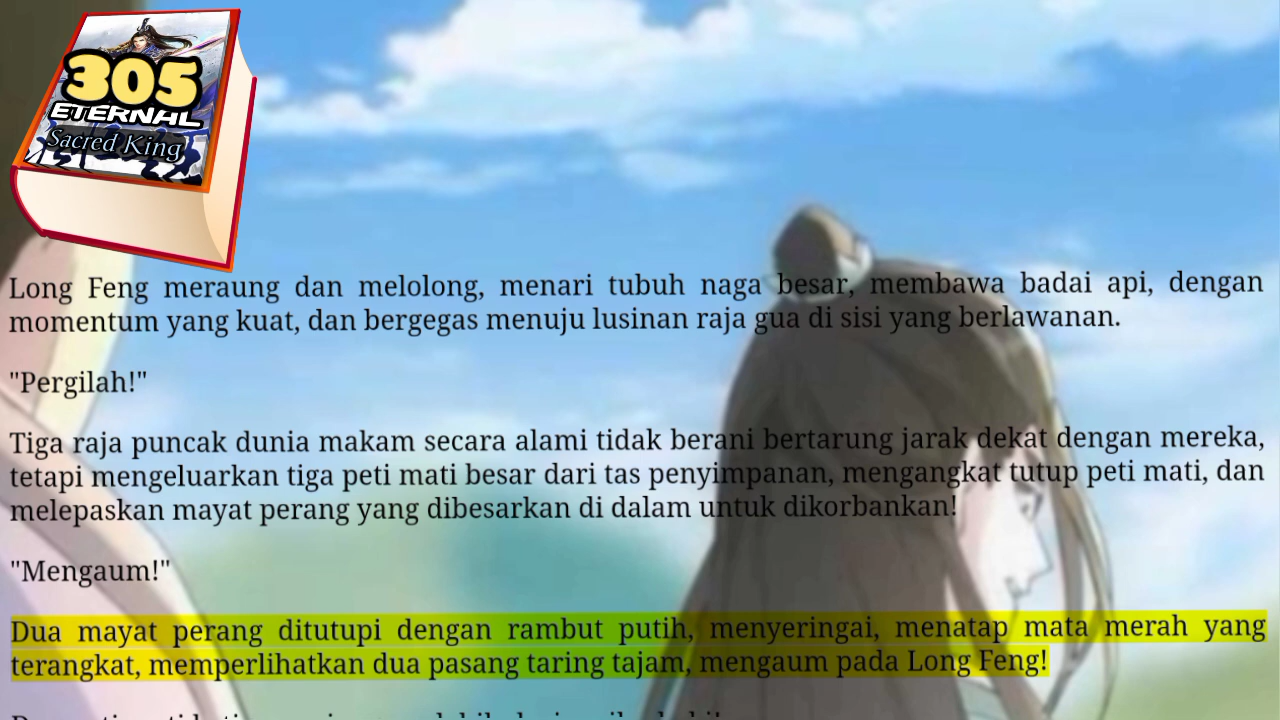 305
ETERNAL
Sacred King
Long Feng meraung dan melolong, menari tubuh naga besar, membawa badai api, dengan
momentum yang kuat, dan bergegas menuju lusinan raja gua di sisi yang berlawanan.
"Pergilah!"
Tiga raja puncak dunia makam secara alami tidak berani bertarung jarak dekat dengan mereka,
tetapi mengeluarkan tiga peti mati besar dari tas penyimpanan, mengangkat tutup peti mati, dan
melepaskan mayat perang yang dibesarkan di dalam untuk dikorbankan!
"Mengaum!"
Dua mayat perang ditutupi dengan rambut putih, menyeringai, menatap mata merah yang
terangkat, memperlihatkan dua pasang taring tajam, mengaum pada Long Feng!